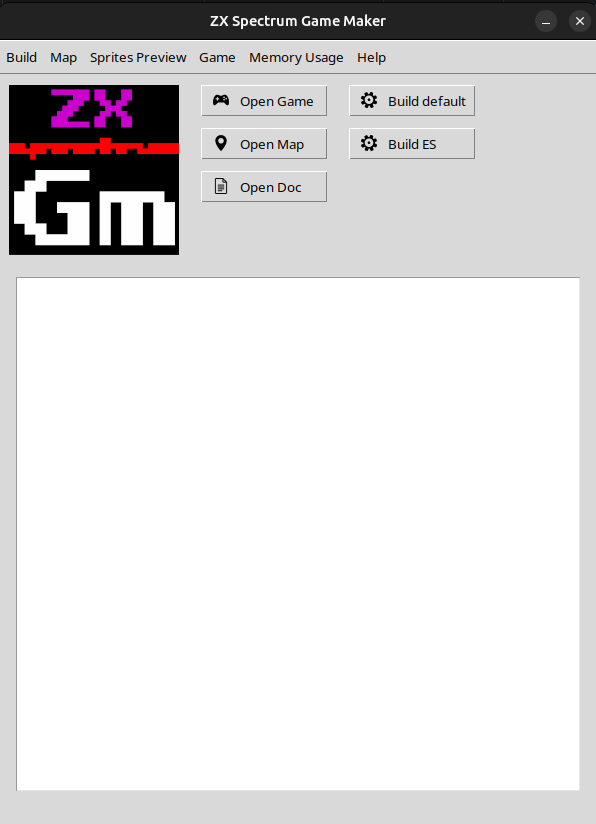 ZX Spectrum Game Maker
Build Map Sprites Preview Game Memory Usage Help
ZX
Gm
Open Game
Build default
Open Map
Build ES
Open Doc